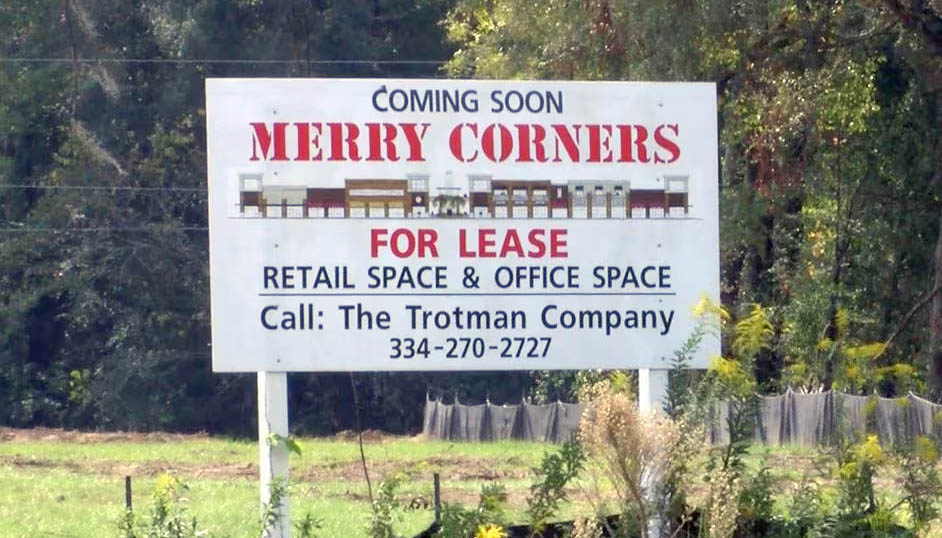 COMING SOON
MERRY CORNERS
FOR LEASE
RETAIL SPACE & OFFICE SPACE
Call: The Trotman Company
334-270-2727